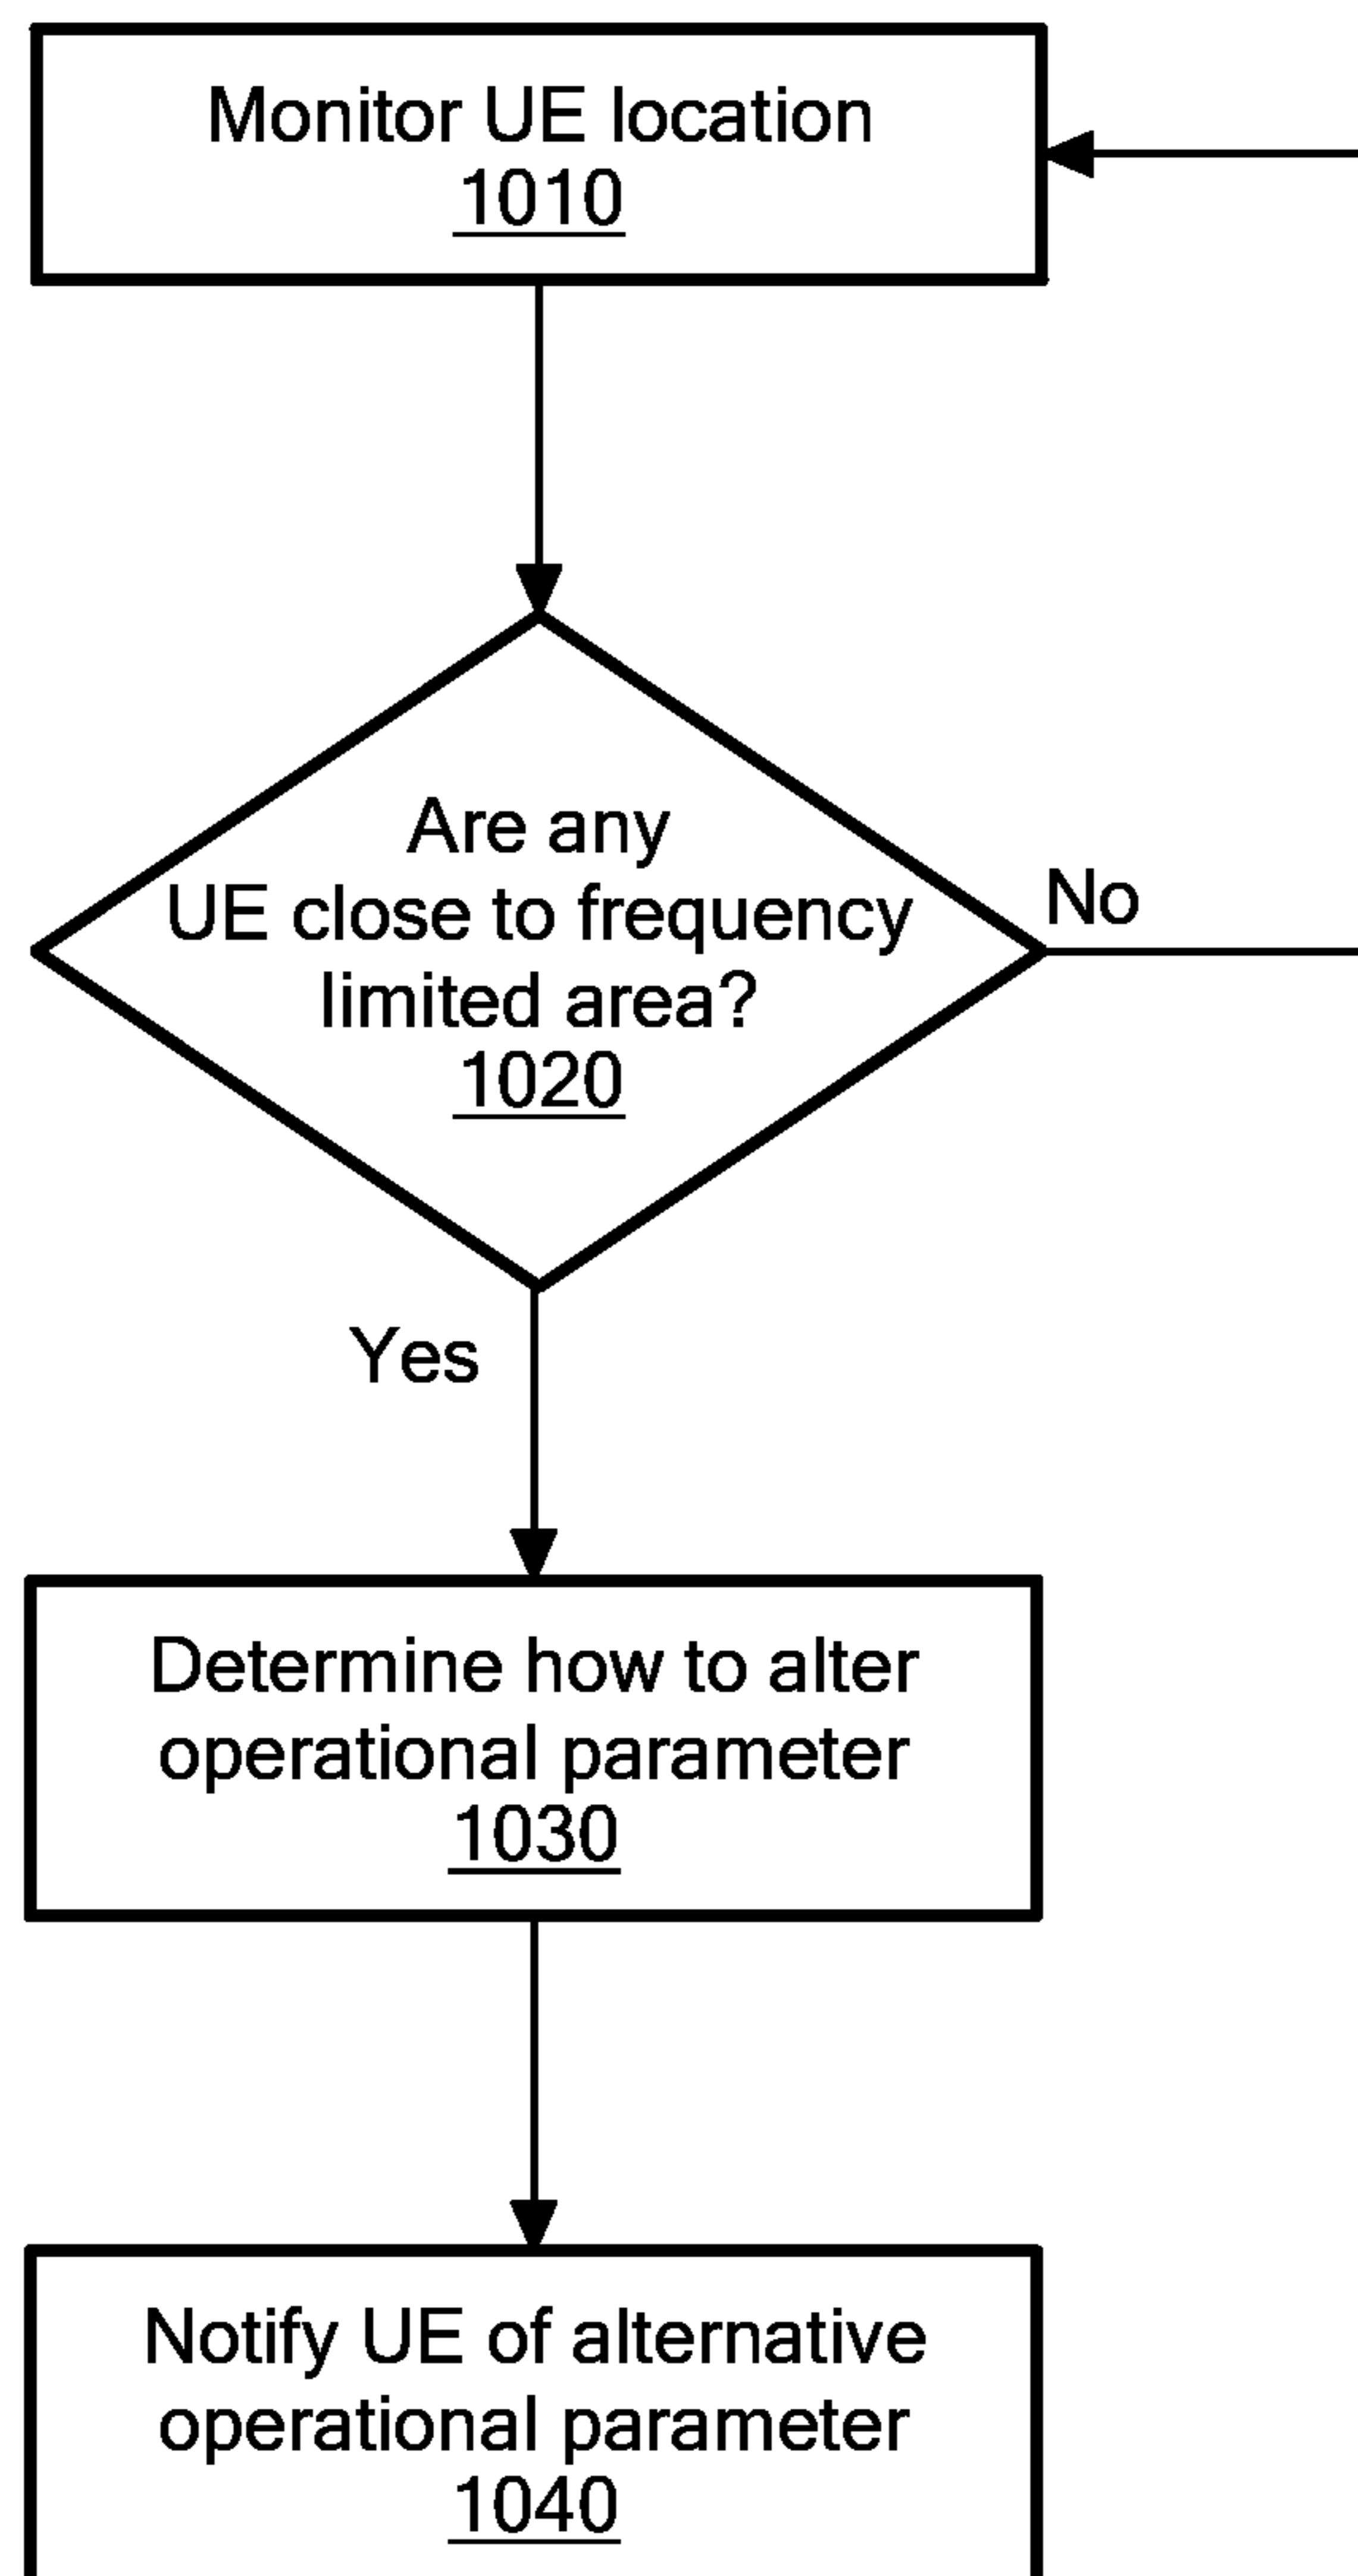 Monitor UE location
1010
Are any
UE close to frequency
limited area?
1020
No
Yes
Determine how to alter
operational parameter
1030
Notify UE of alternative
operational parameter
1040